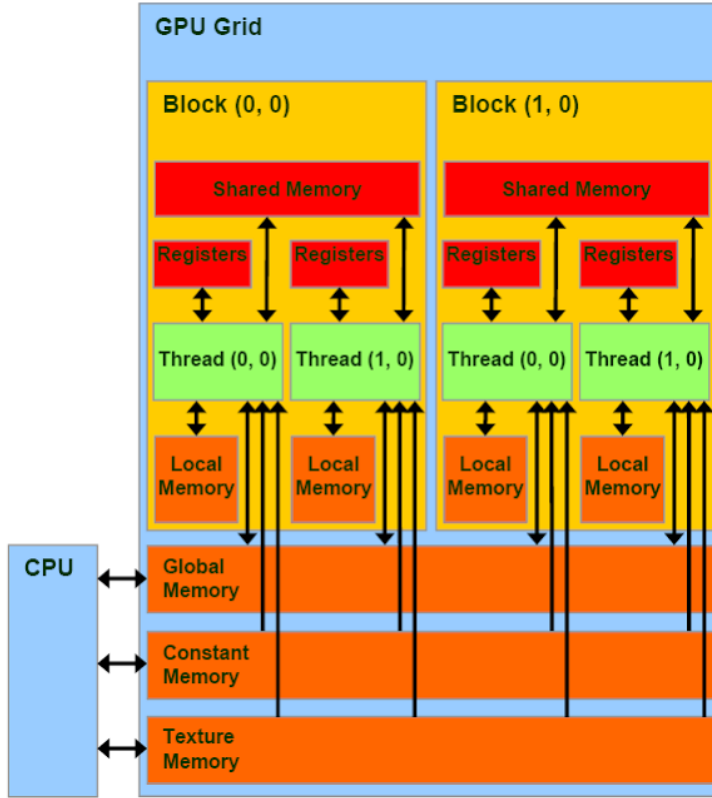 GPU Grid
Block (0, 0)
Shared Memory
Registers
Registers
Thread (0, 0)
Thread (1, 0)
Local
Memory
Local
Memory
Block (1, 0)
Shared Memory
Registers
Registers
Thread (0, 0)
Thread (1, 0)
Local
Memory
Local
Memory
CPU
Global
Memory
Constant
Memory
Texture
Memory